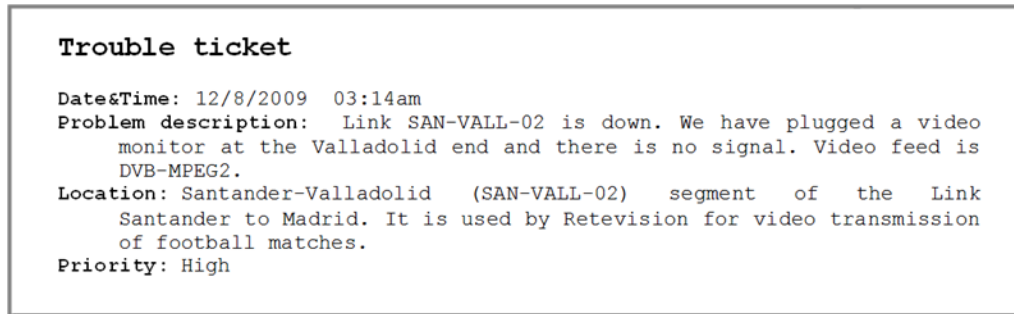 Trouble ticket
Date&Time: 12/8/2009 03:14am
Problem description: Link SAN-VALL-02 is down. We have plugged a video
monitor at the Valladolid end and there is no signal. Video feed is
DVB-MPEG2.
Location: Santander-Valladolid (SAN-VALL-02) segment of the Link
Santander to Madrid. It is used by Retevision for video transmission
of football matches.
Priority: High